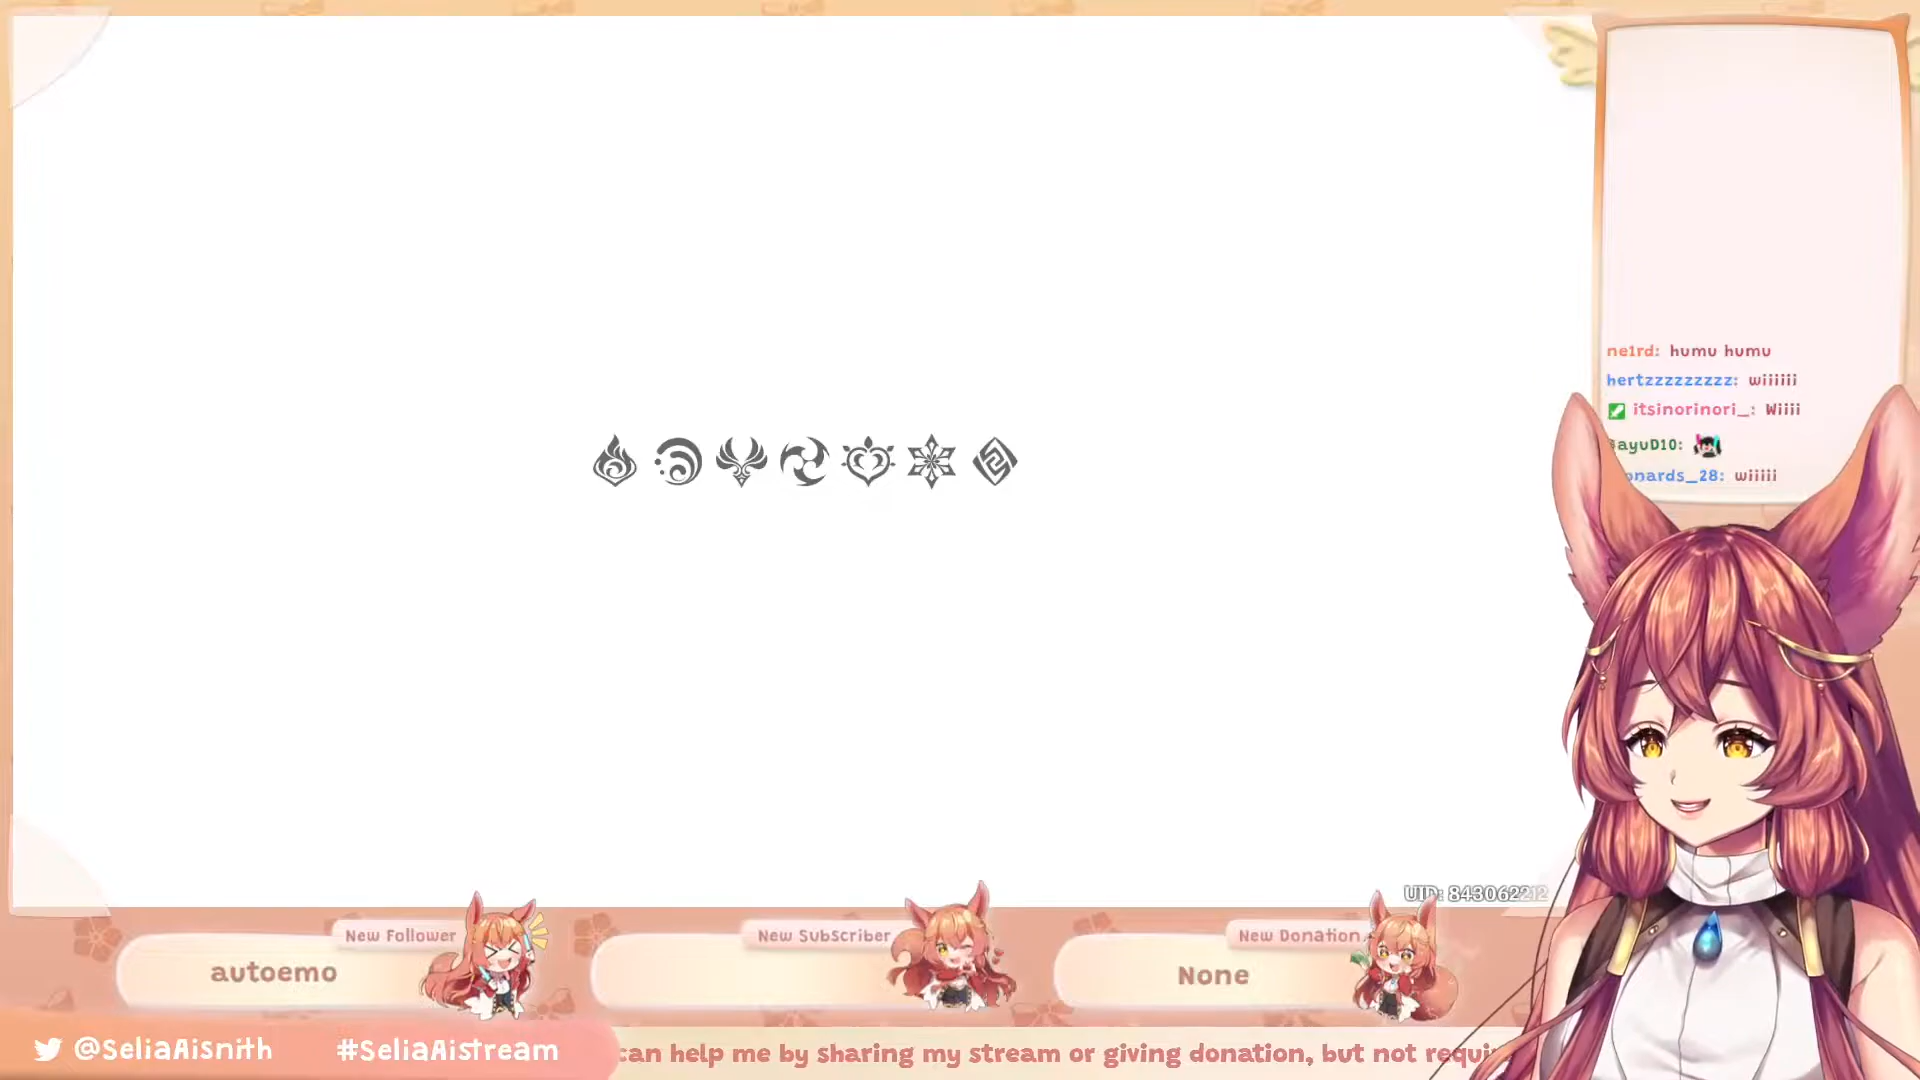 ne1rd: humu humu
hertzzzzzzzzz: wiiiiii
itsinorinori_: Wiiii
ayuD10:
onards_28: wiiiii
UID: 843062212
New Follower
autoemo
New Subscriber
New Donation
None
@SeliaAisnith
#SeliaAistream
can help me by sharing my stream or giving donation, but not requi